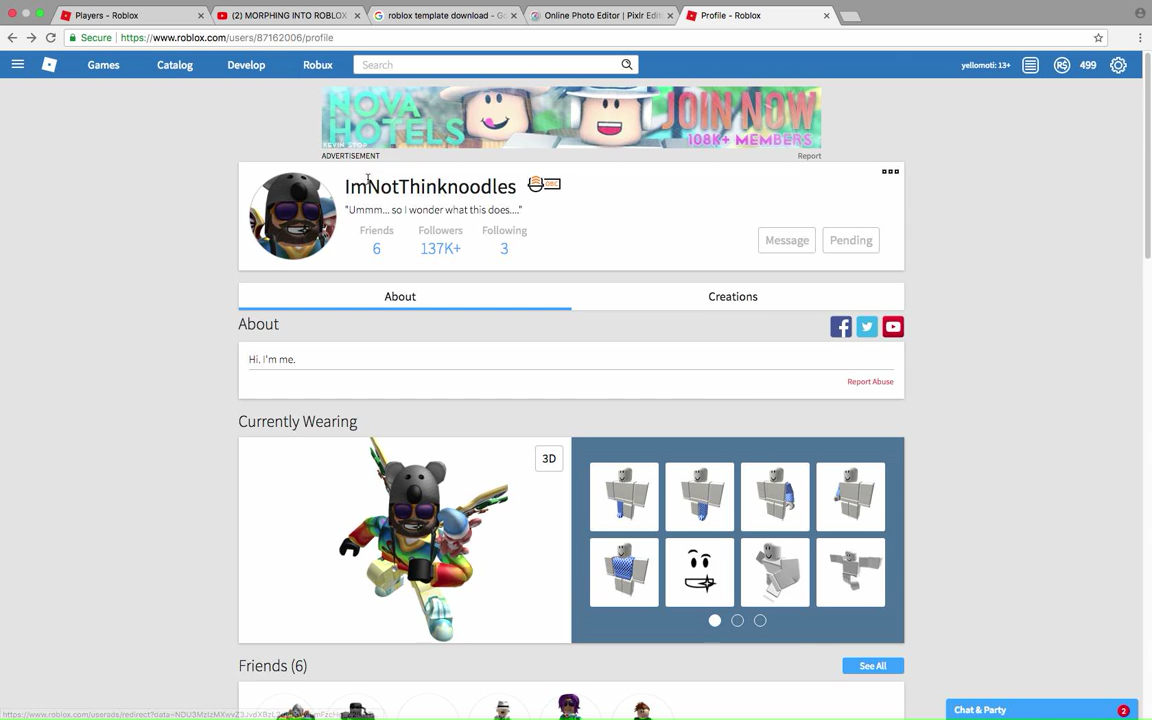 Players - Roblox
(2) MORPHING INTO ROBLOX
roblox template download - Go
Online Photo Editor | Pixlr Edit
Profile - Roblox
Secure
https://www.roblox.com/users/87162006/profile
Games
Catalog
Develop
Robux
Search
yellomoti: 13+
R$
499
NOVA HOTELS
JOIN NOW
108K+ MEMBERS
ADVERTISEMENT
Report
ImNotThinknoodles
OBC
"Ummm... so I wonder what this does...."
Friends
Followers
Following
6
137K+
3
Message
Pending
About
Creations
About
Hi. I'm me.
Report Abuse
Currently Wearing
3D
Friends (6)
See All
Chat & Party
2